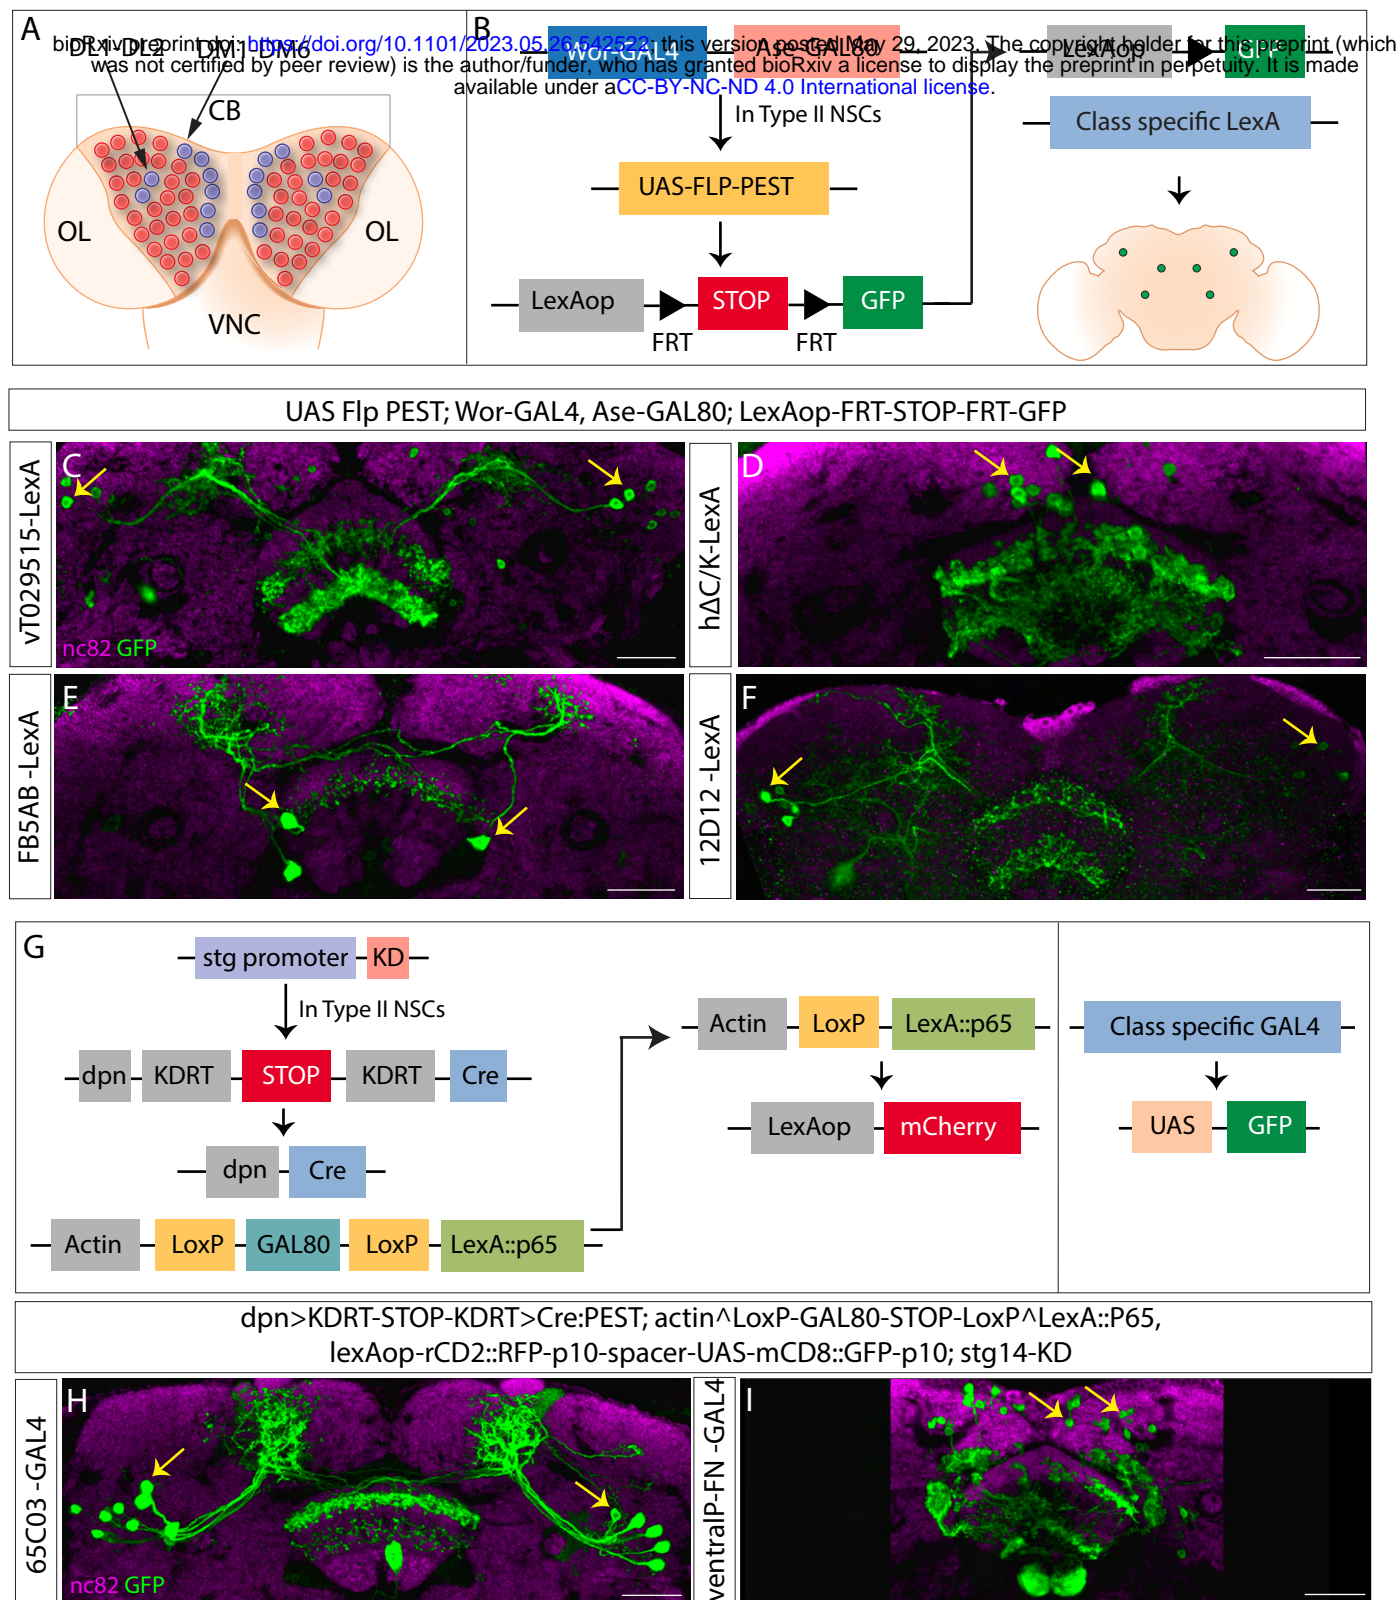 A
B
bioRxiv preprint doi: https://doi.org/10.1101/2023.05.26.542522; this version posted May 29, 2023. The copyright holder for this preprint (which
was not certified by peer review) is the author/funder, who has granted bioRxiv a license to display the preprint in perpetuity. It is made
available under aCC-BY-NC-ND 4.0 International license.
DL1-DL2
DM1-DM6
CB
OL
OL
VNC
Wor-GAL4
Ase-GAL80
In Type II NSCs
UAS-FLP-PEST
LexAop
STOP
GFP
FRT
FRT
LexAop
GFP
Class specific LexA
UAS Flp PEST; Wor-GAL4, Ase-GAL80; LexAop-FRT-STOP-FRT-GFP
vT029515-LexA
C
nc82 GFP
hΔC/K-LexA
D
FB5AB -LexA
E
12D12 -LexA
F
G
stg promoter
KD
In Type II NSCs
dpn
KDRT
STOP
KDRT
Cre
dpn
Cre
Actin
LoxP
GAL80
LoxP
LexA::p65
Actin
LoxP
LexA::p65
LexAop
mCherry
Class specific GAL4
UAS
GFP
dpn>KDRT-STOP-KDRT>Cre:PEST; actin^LoxP-GAL80-STOP-LoxP^LexA::P65,
lexAop-rCD2::RFP-p10-spacer-UAS-mCD8::GFP-p10; stg14-KD
65C03 -GAL4
H
nc82 GFP
ventralP-FN -GAL4
I